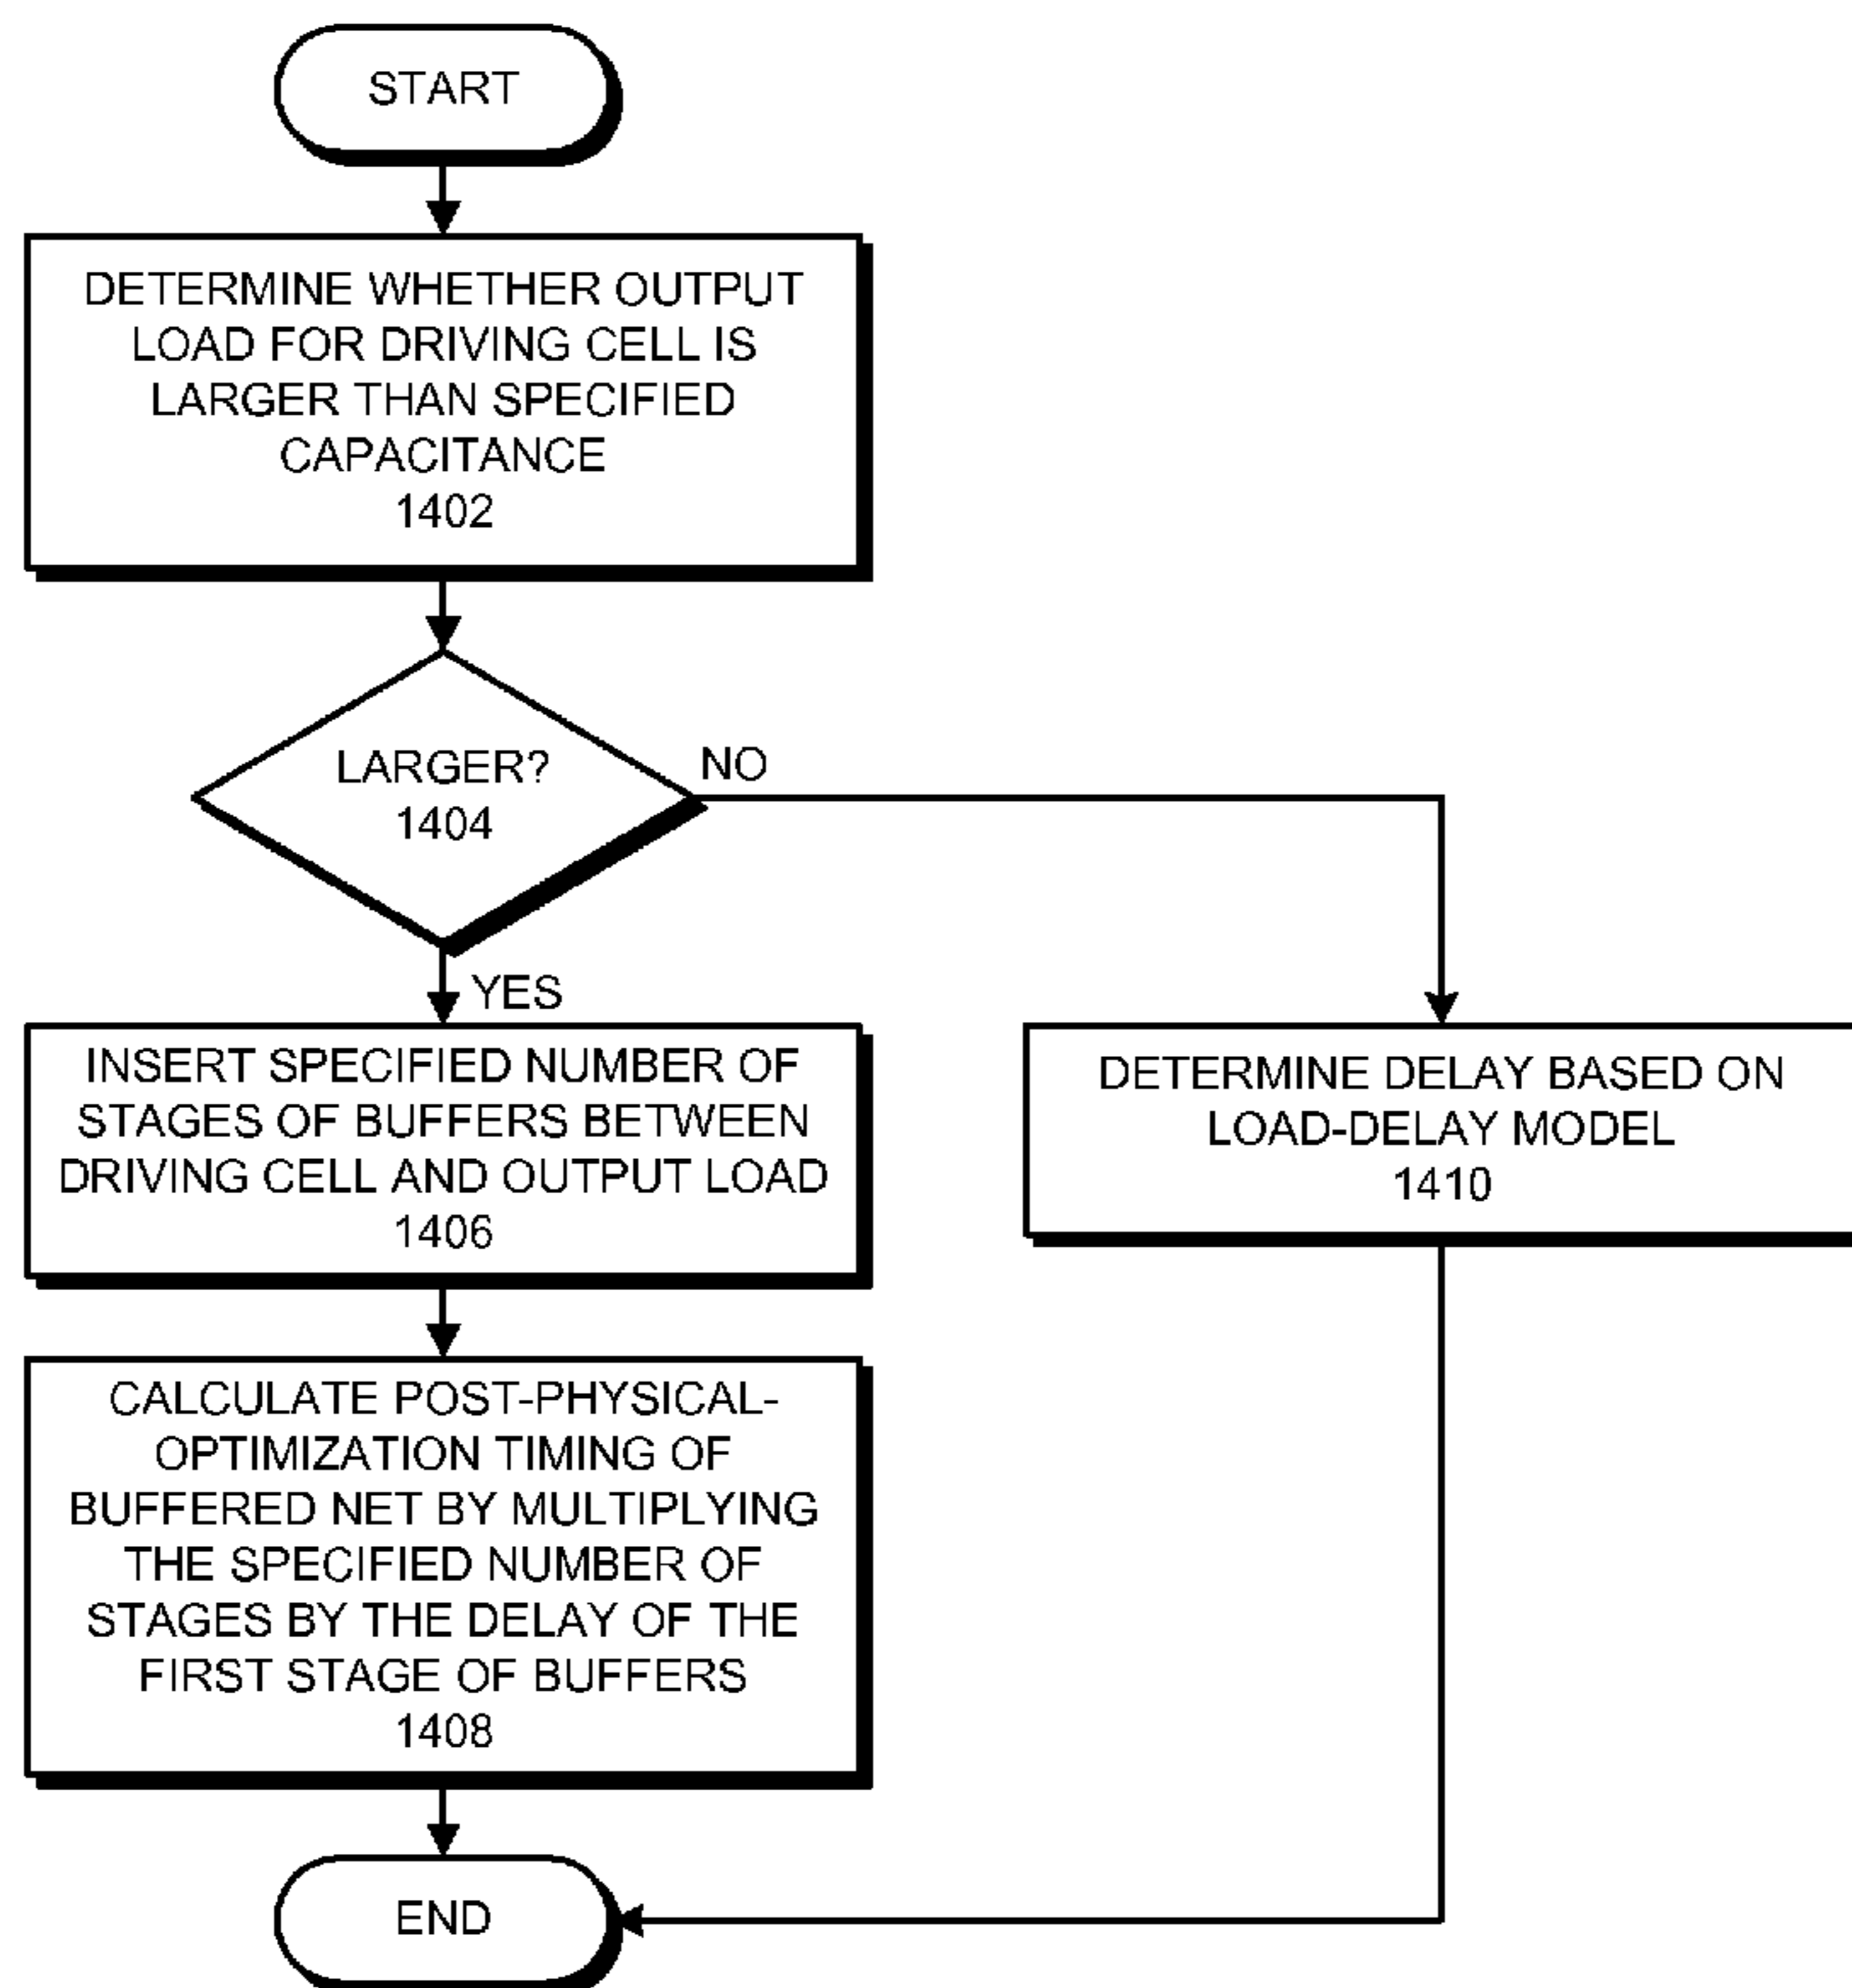 START
DETERMINE WHETHER OUTPUT
LOAD FOR DRIVING CELL IS
LARGER THAN SPECIFIED
CAPACITANCE
1402
LARGER?
1404
NO
YES
INSERT SPECIFIED NUMBER OF
STAGES OF BUFFERS BETWEEN
DRIVING CELL AND OUTPUT LOAD
1406
DETERMINE DELAY BASED ON
LOAD-DELAY MODEL
1410
CALCULATE POST-PHYSICAL-
OPTIMIZATION TIMING OF
BUFFERED NET BY MULTIPLYING
THE SPECIFIED NUMBER OF
STAGES BY THE DELAY OF THE
FIRST STAGE OF BUFFERS
1408
END